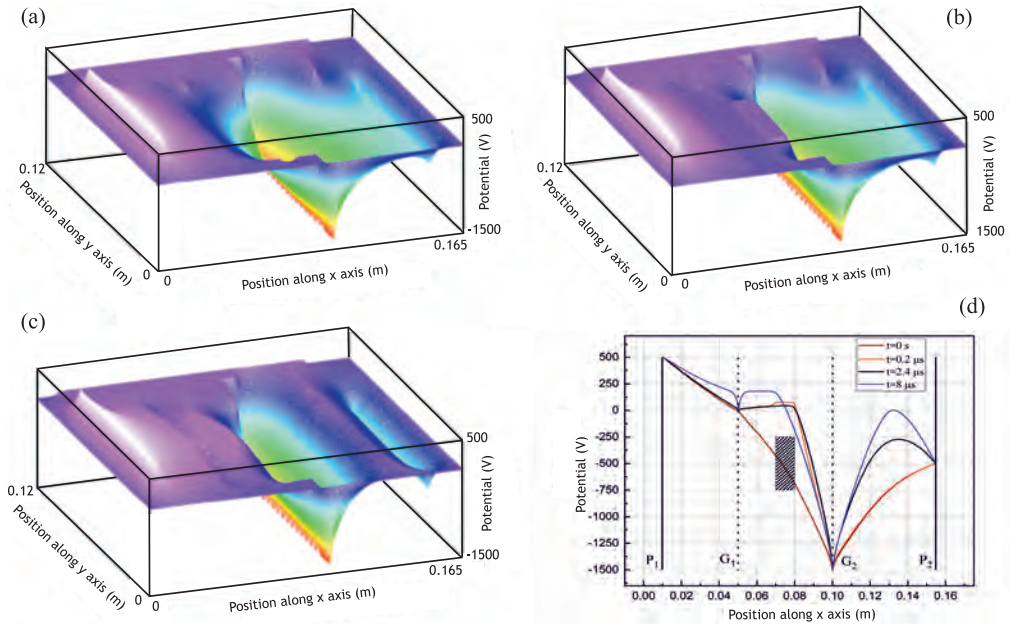 (a)
500
Potential (V)
-1500
0.165
Position along x axis (m)
0
0
Position along y axis (m)
0.12
(b)
500
Potential (V)
1500
0.165
Position along x axis (m)
0
0
Position along y axis (m)
0.12
(c)
500
Potential (V)
-1500
0.165
Position along x axis (m)
0
0
Position along y axis (m)
0.12
(d)
t=0 s
t=0.2 µs
t=2.4 µs
t=8 µs
500
250
0
-250
-500
-750
-1000
-1250
-1500
Potential (V)
P1
G1
G2
P2
0.00 0.02 0.04 0.06 0.08 0.10 0.12 0.14 0.16
Position along x axis (m)